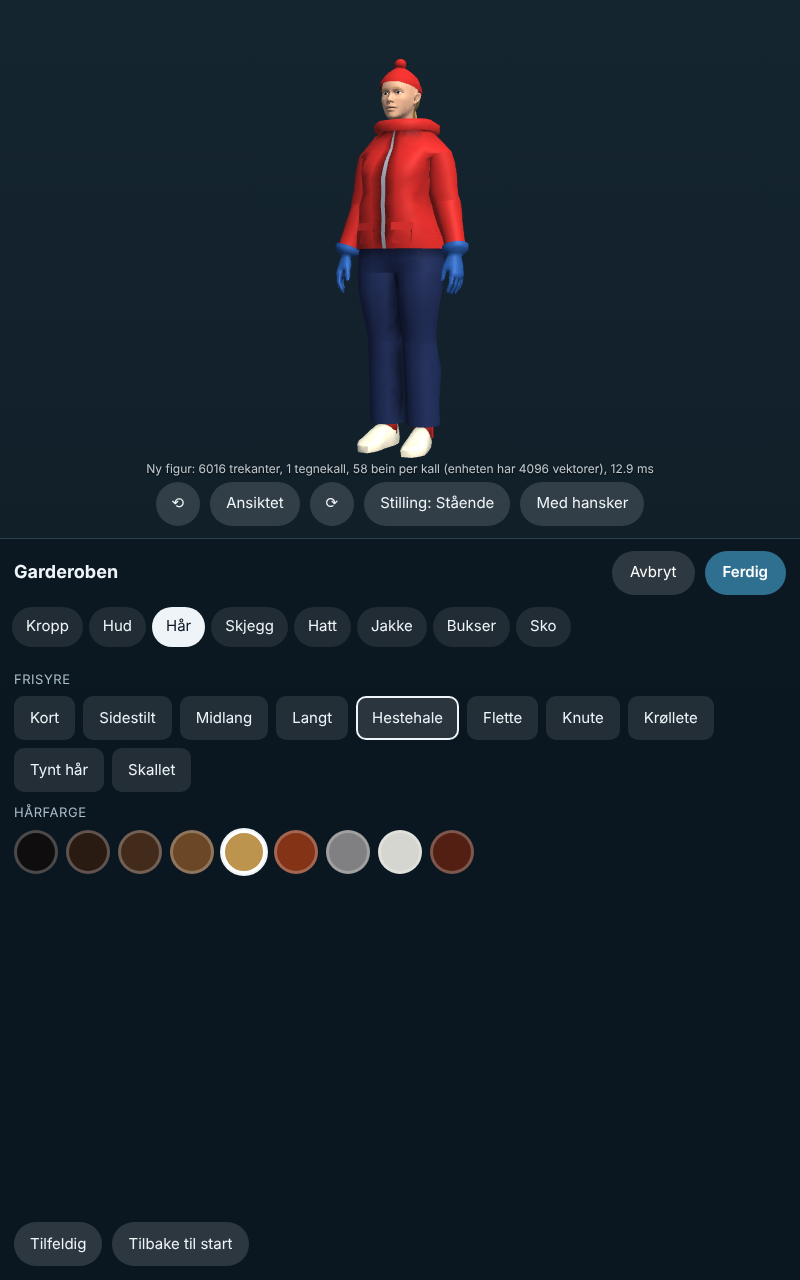 Ny figur: 6016 trekanter, 1 tegnekall, 58 bein per kall (enheten har 4096 vektorer), 12.9 ms
⟲ Ansiktet ⟳ Stilling: Stående Med hansker
Garderoben Avbryt Ferdig
Kropp Hud Hår Skjegg Hatt Jakke Bukser Sko
FRISYRE
Kort Sidestilt Midlang Langt Hestehale Flette Knute Krøllete
Tynt hår Skallet
HÅRFARGE
Tilfeldig Tilbake til start